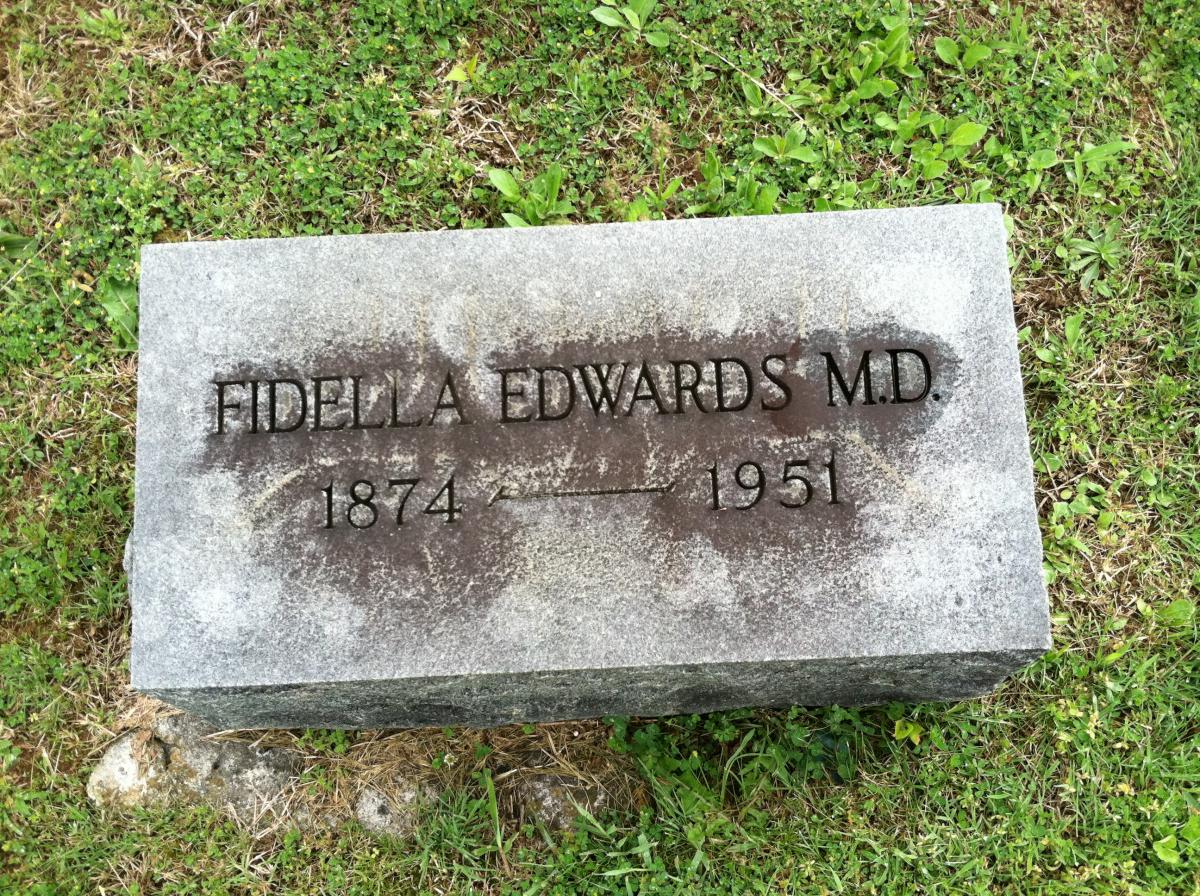 FIDELLA EDWARDS M.D.
1874 — 1951